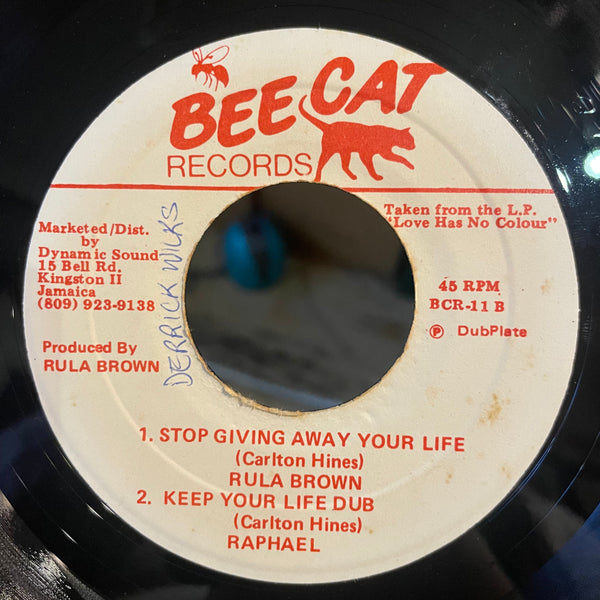 BEE CAT
RECORDS
Marketed/Dist.
by
Dynamic Sound
15 Bell Rd.
Kingston II
Jamaica
(809) 923-9138
Produced By
RULA BROWN
DERRICK WILKS
Taken from the L.P.
"Love Has No Colour"
45 RPM
BCR-11 B
Ⓟ DubPlate
1. STOP GIVING AWAY YOUR LIFE
(Carlton Hines)
RULA BROWN
2. KEEP YOUR LIFE DUB
(Carlton Hines)
RAPHAEL